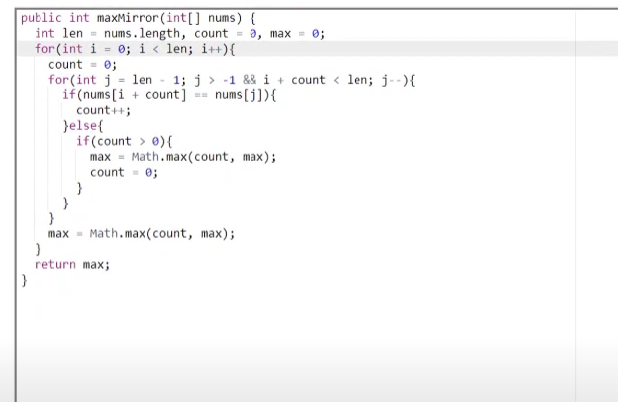 public int maxMirror(int[] nums) {
int len = nums.length, count = 0, max = 0;
for(int i = 0; i < len; i++){
count = 0;
for(int j = len - 1; j > -1 && i + count < len; j--){
if(nums[i + count] == nums[j]){
count++;
}else{
if(count > 0){
max = Math.max(count, max);
count = 0;
}
}
}
max = Math.max(count, max);
}
return max;
}